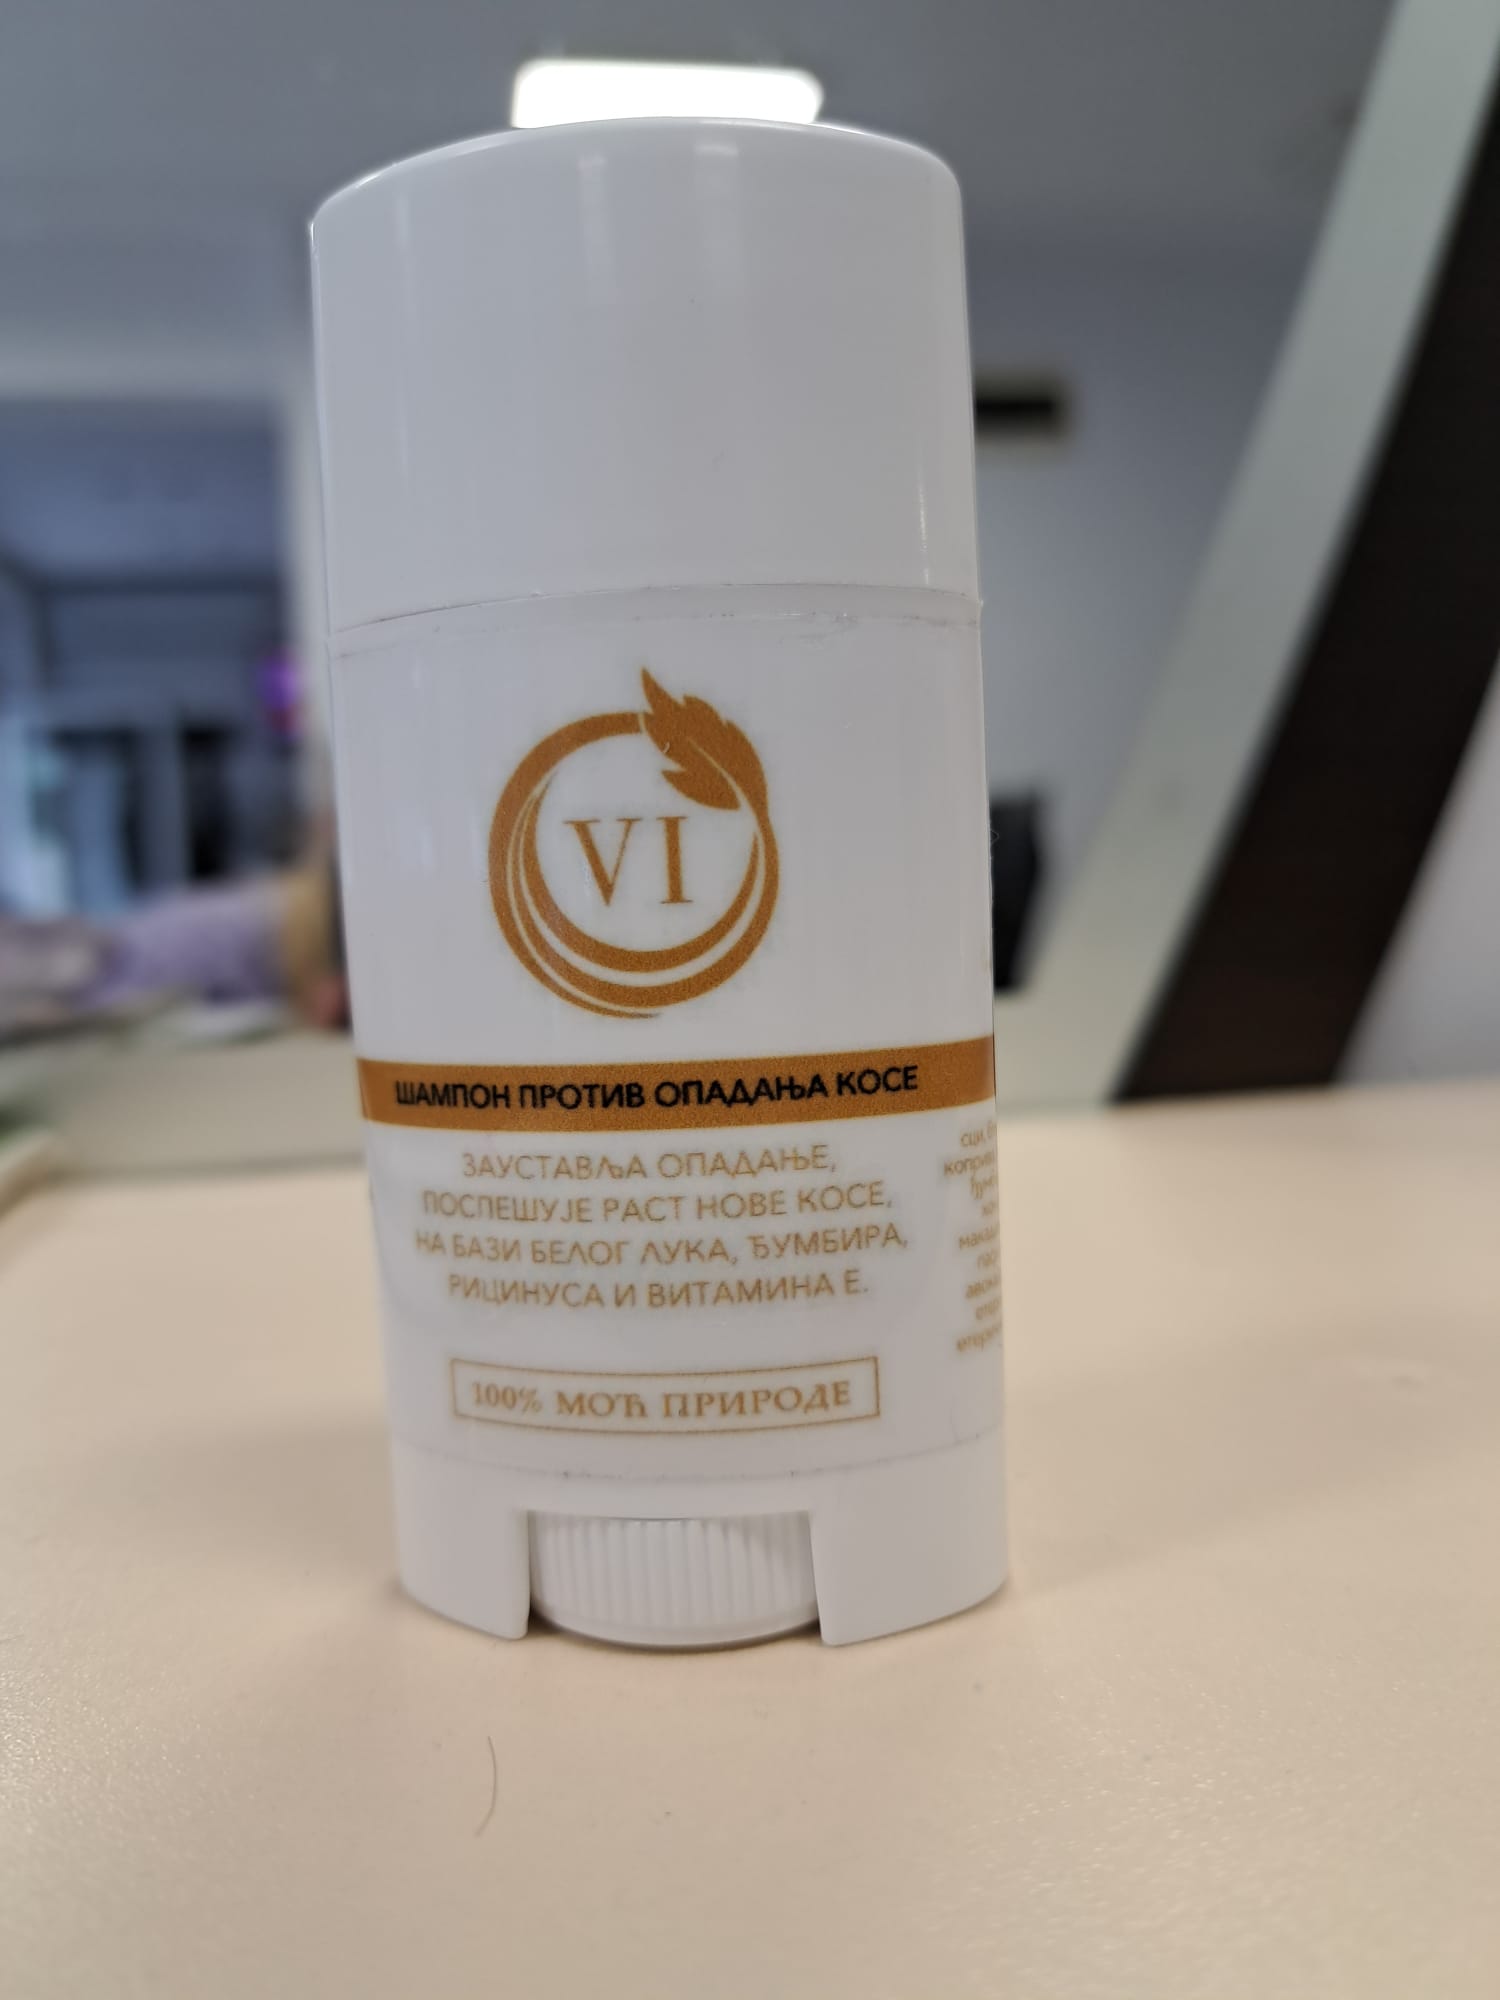 VI
ШАМПОН ПРОТИВ ОПАДАЊА КОСЕ
ЗАУСТАВЉА ОПАДАЊЕ,
ПОСПЕШУЈЕ РАСТ НОВЕ КОСЕ,
НА БАЗИ БЕЛОГ ЛУКА, ЂУМБИРА,
РИЦИНУСА И ВИТАМИНА Е.
100% МОЋ ПРИРОДЕ